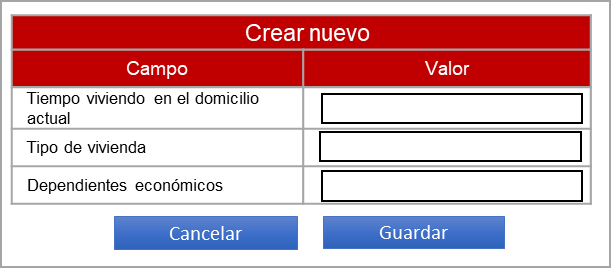 Crear nuevo
Campo Valor
Tiempo viviendo en el domicilio
actual
Tipo de vivienda
Dependientes económicos
Cancelar Guardar